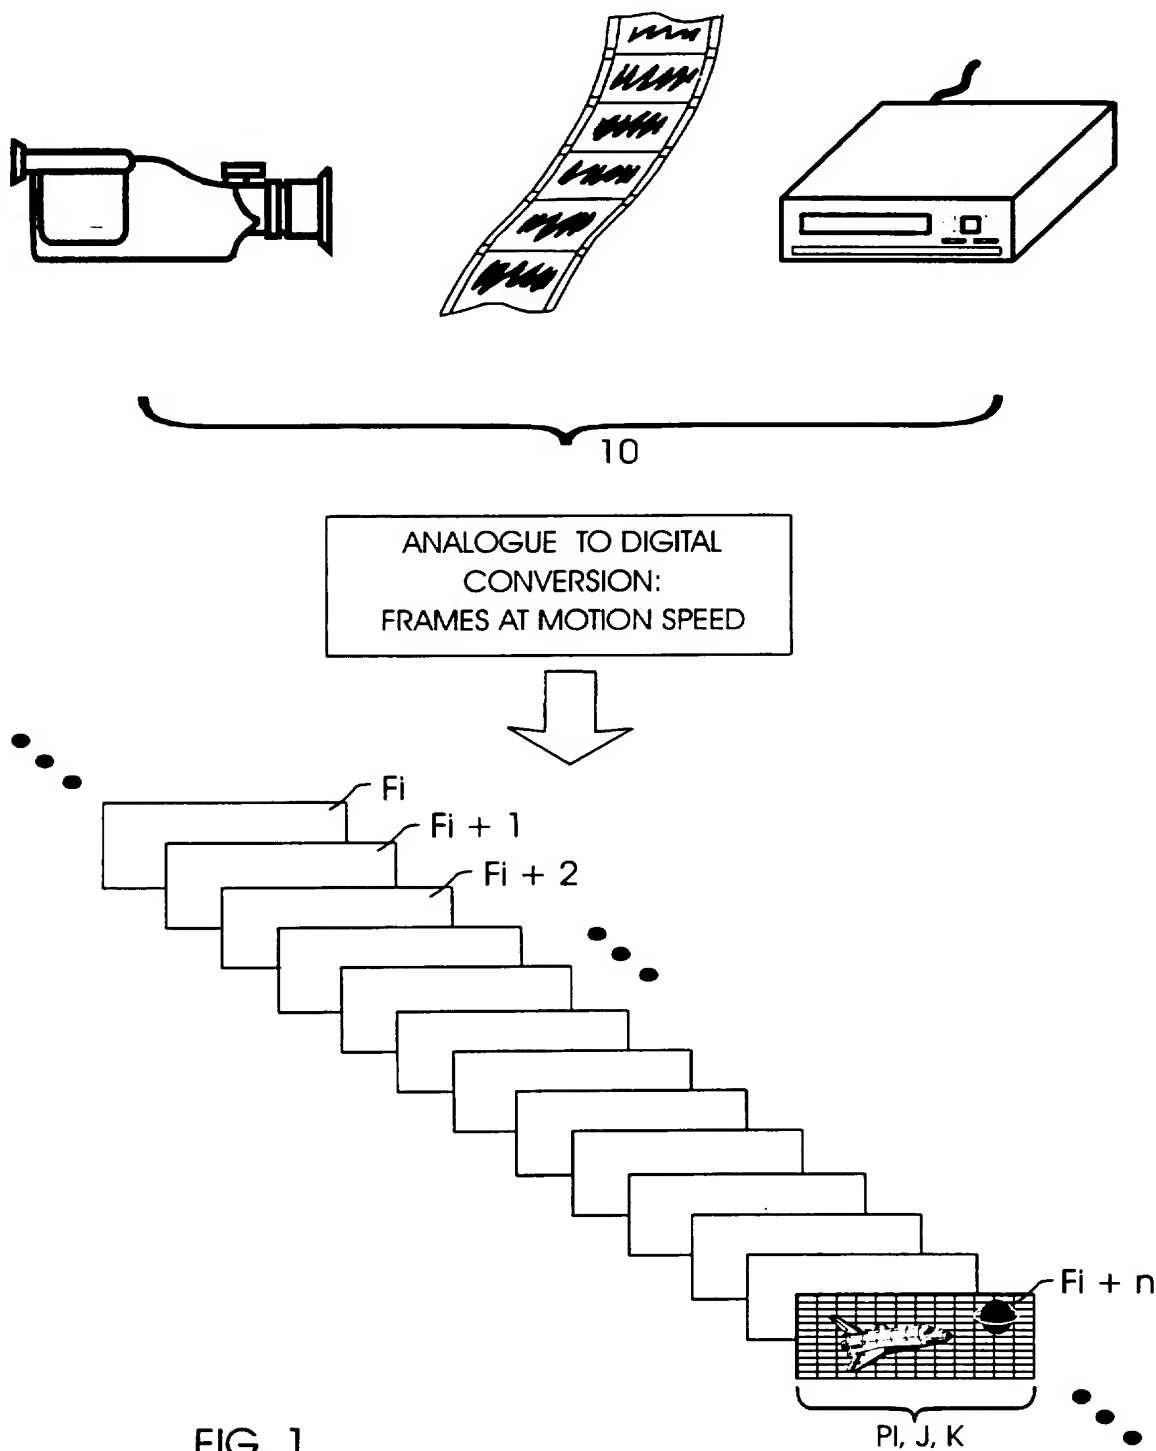 10
ANALOGUE TO DIGITAL
CONVERSION:
FRAMES AT MOTION SPEED
Fi
Fi + 1
Fi + 2
Fi + n
PI, J, K
FIG. 1